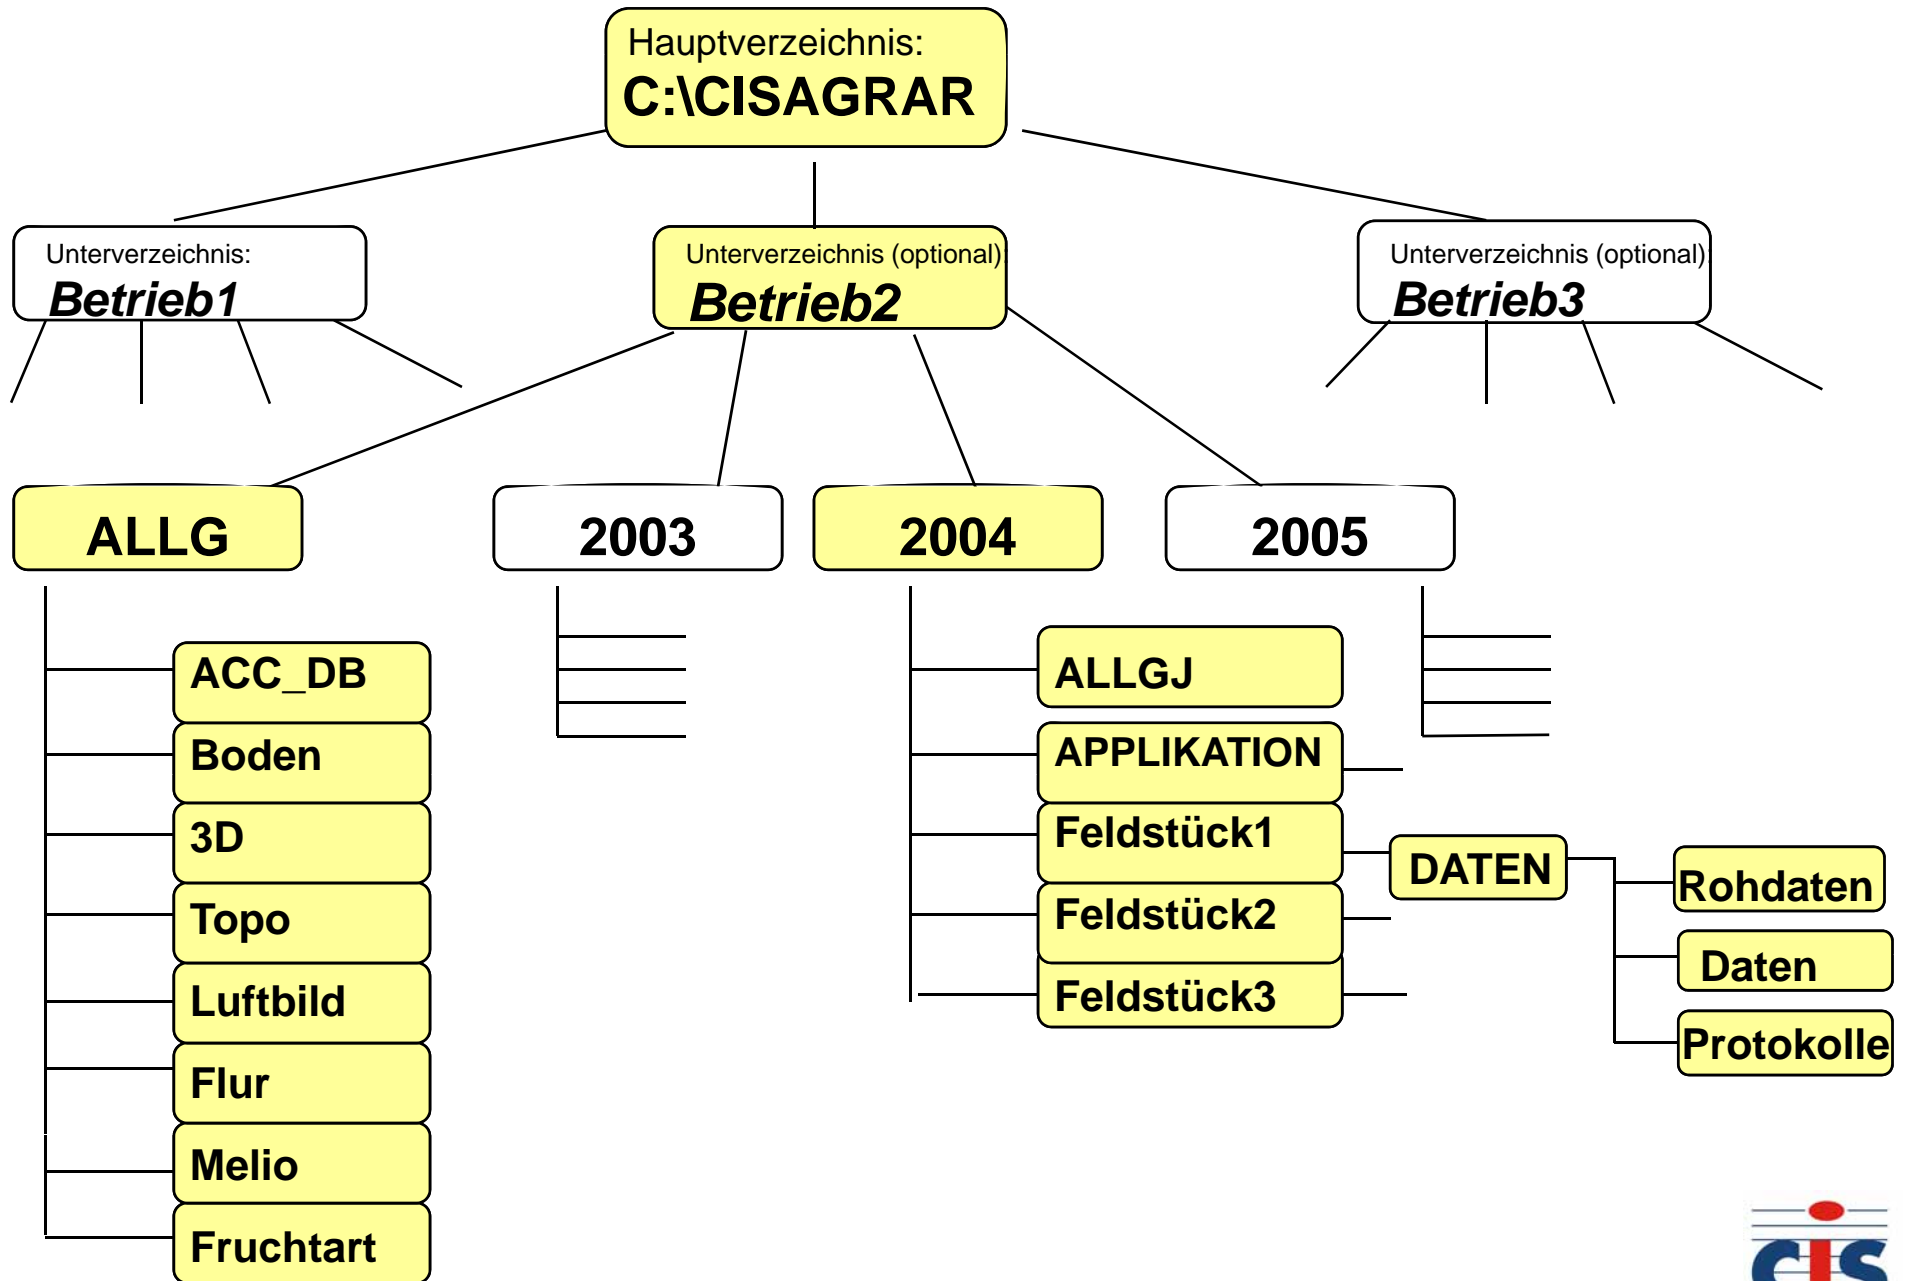 Hauptverzeichnis:
C:\CISAGRAR
Unterverzeichnis:
Betrieb1
Unterverzeichnis (optional):
Betrieb2
Unterverzeichnis (optional):
Betrieb3
ALLG
2003
2004
2005
ACC_DB
Boden
3D
Topo
Luftbild
Flur
Melio
Fruchtart
ALLGJ
APPLIKATION
Feldstück1
Feldstück2
Feldstück3
DATEN
Rohdaten
Daten
Protokolle
cis